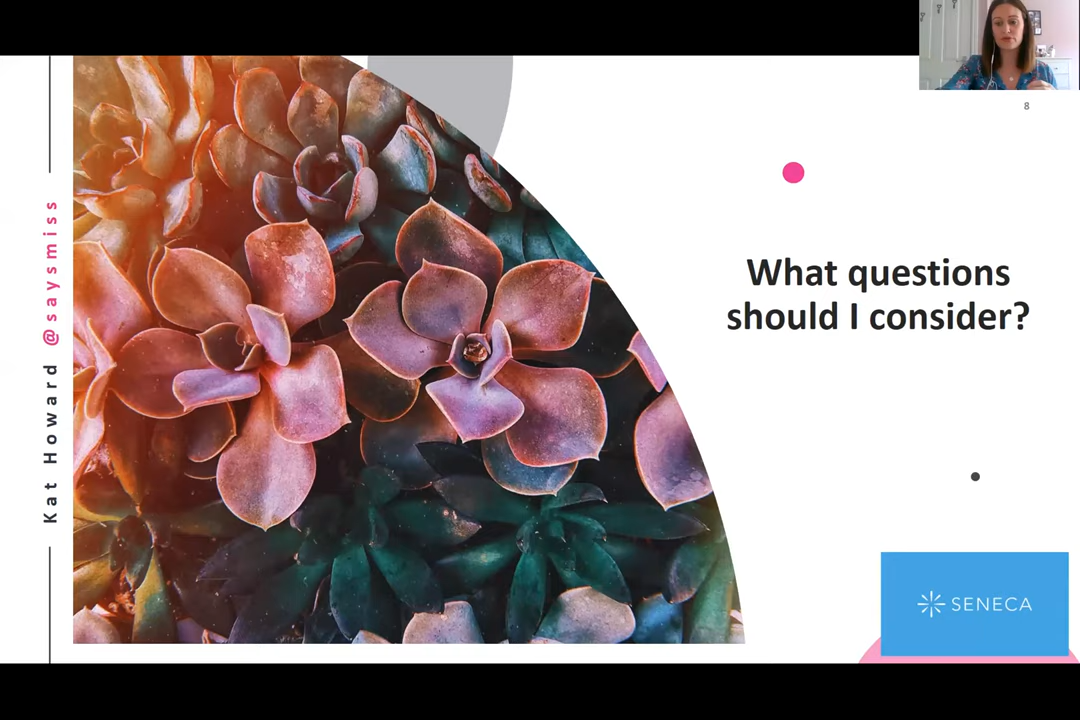 8
Kat Howard @saysmiss
What questions
should I consider?
SENECA